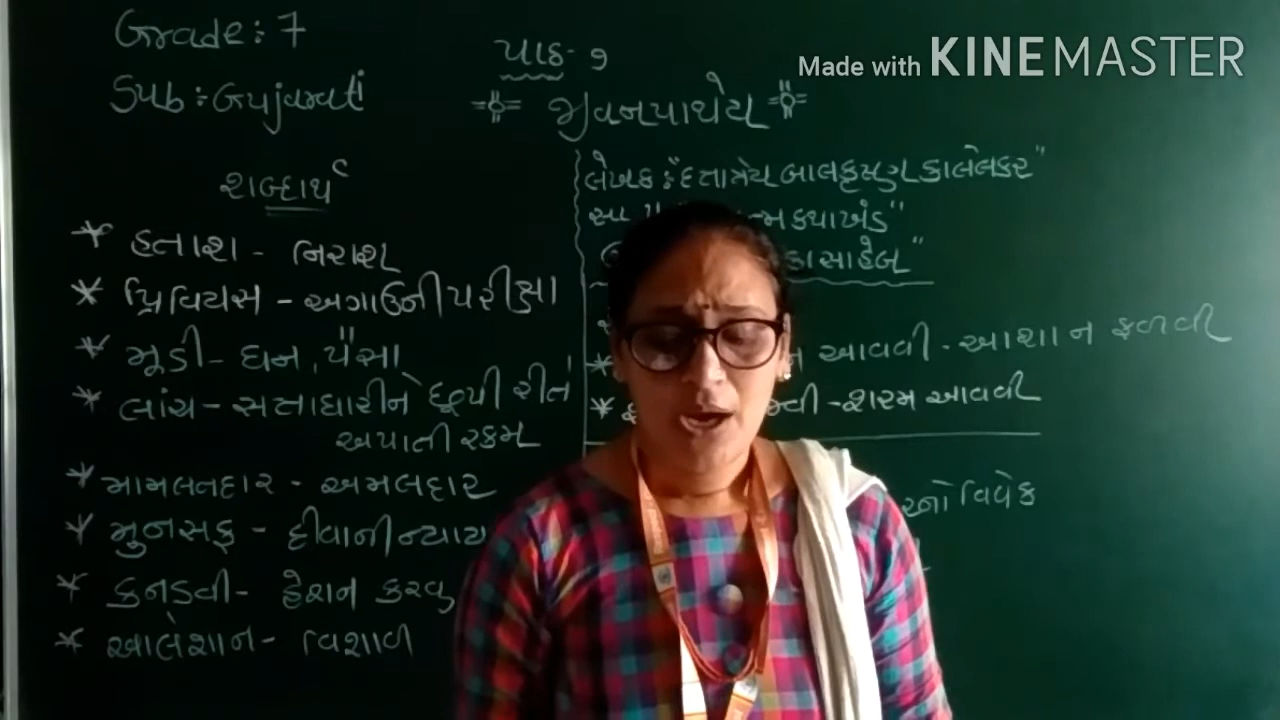 Grade: 7
Sub: Gujarati
પાઠ- ૧
જીવનપાથેય
Made with KINEMASTER
શબ્દાર્થ
* હતાશ - નિરાશ
* પ્રિવિયસ - અગાઉની પરીક્ષા
* મૂડી - ધન, પૈસા
* લાંચ - સત્તાધારીને છૂપી રીતે
અપાતી રકમ
* મામલતદાર - અમલદાર
* મુનસફ - દીવાની ન્યાય
* કનડવી - હેરાન કરવુ
* આલેશાન - વિશાળ
લેખક: "દત્તાત્રેય બાલકૃષ્ણ કાલેલકર"
કાસાહેબ"
આવવી - આશા ન ફળવી
- શરમ આવવી
વિવેક